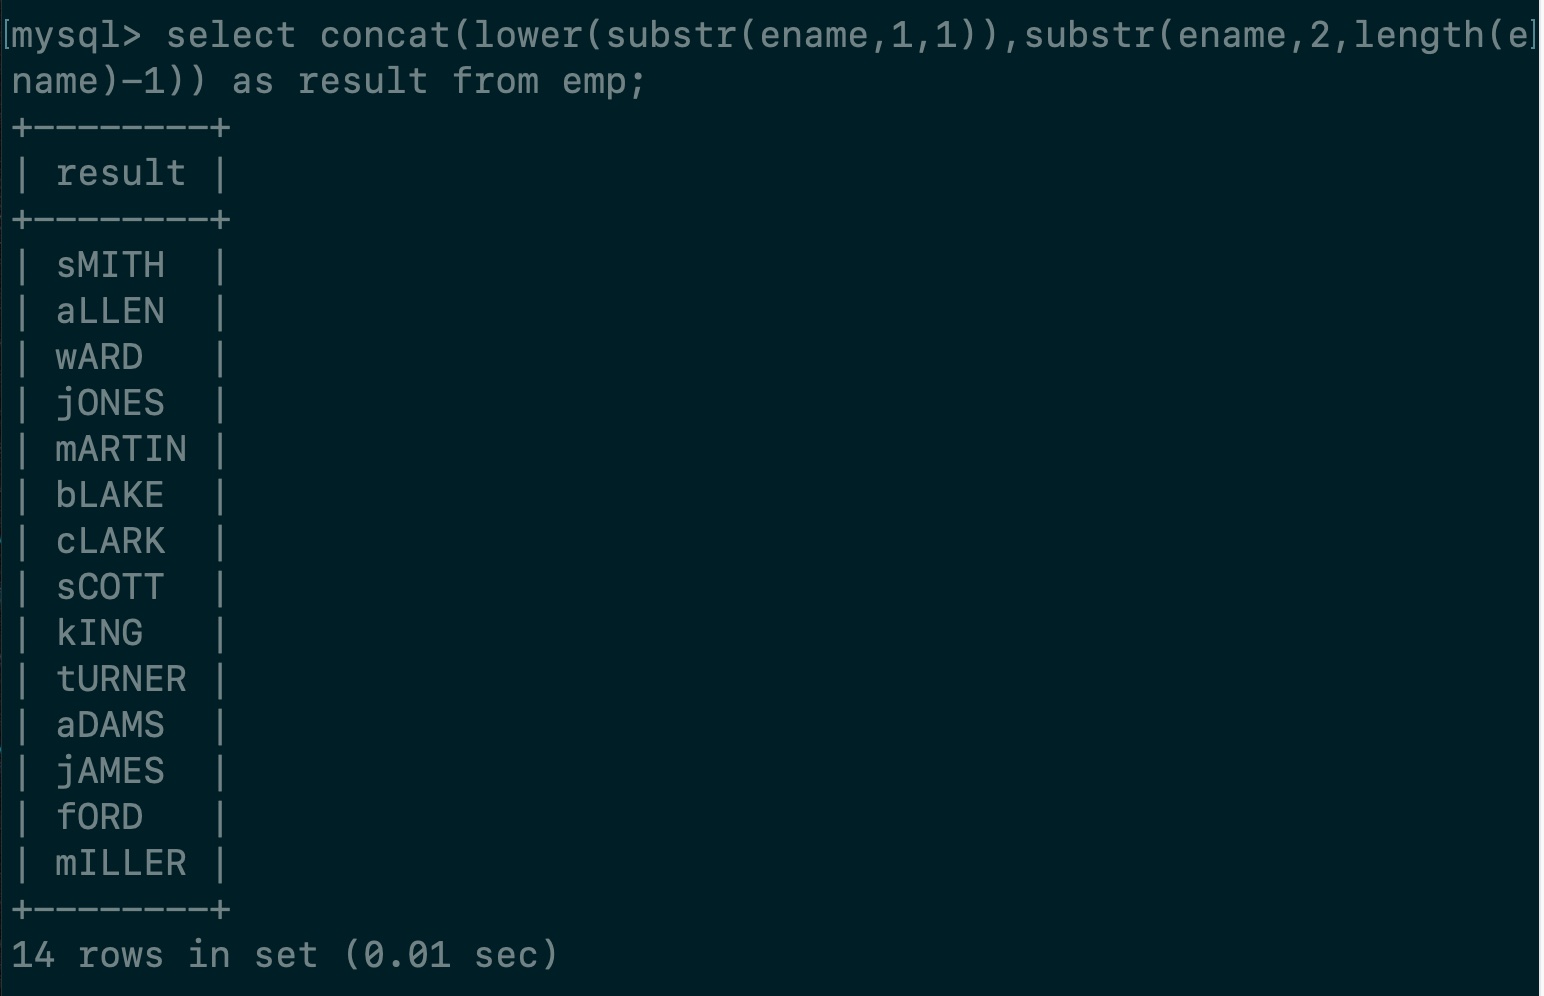 [mysql> select concat(lower(substr(ename,1,1)),substr(ename,2,length(e]
name)-1)) as result from emp;
+--------+
| result |
+--------+
| sMITH  |
| aLLEN  |
| wARD   |
| jONES  |
| mARTIN |
| bLAKE  |
| cLARK  |
| sCOTT  |
| kING   |
| tURNER |
| aDAMS  |
| jAMES  |
| fORD   |
| mILLER |
+--------+
14 rows in set (0.01 sec)